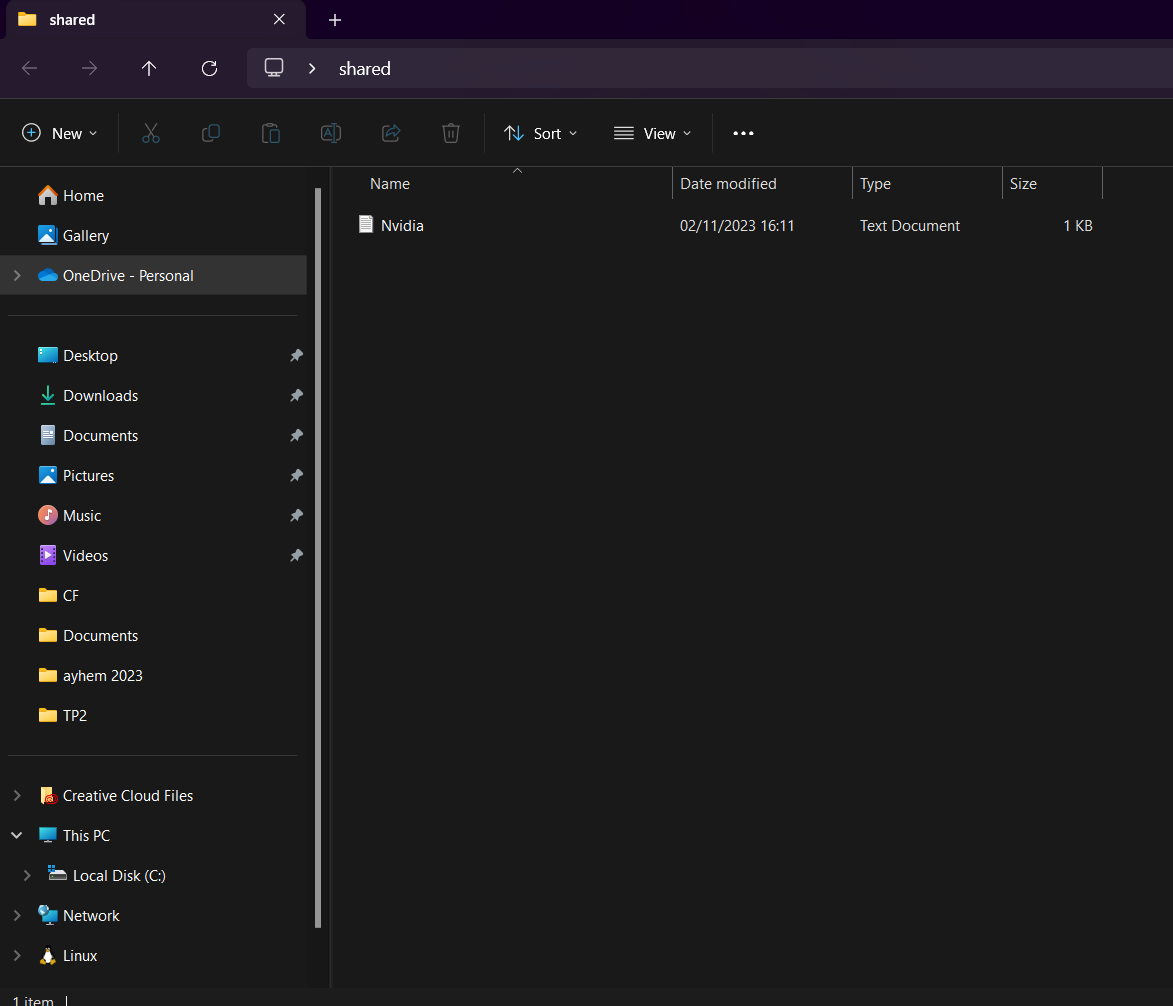 shared
shared
New
Sort
View
Home
Gallery
OneDrive - Personal
Desktop
Downloads
Documents
Pictures
Music
Videos
CF
Documents
ayhem 2023
TP2
Creative Cloud Files
This PC
Local Disk (C:)
Network
Linux
Name Date modified Type Size
Nvidia 02/11/2023 16:11 Text Document 1 KB
1 item